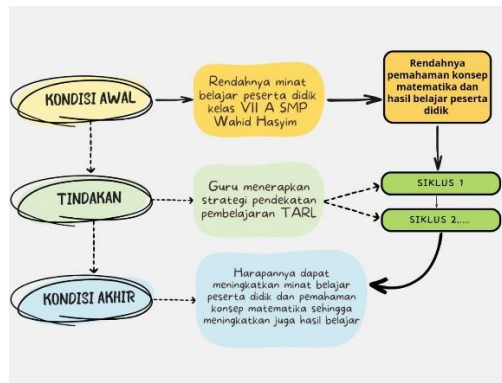 KONDISI AWAL
Rendahnya minat
belajar peserta didik
kelas VII A SMP
Wahid Hasyim
Rendahnya
pemahaman konsep
matematika dan
hasil belajar peserta
didik
TINDAKAN
Guru menerapkan
strategi pendekatan
pembelajaran TARL
SIKLUS 1
SIKLUS 2.....
KONDISI AKHIR
Harapannya dapat
meningkatkan minat belajar
peserta didik dan pemahaman
konsep matematika sehingga
meningkatkan juga hasil belajar